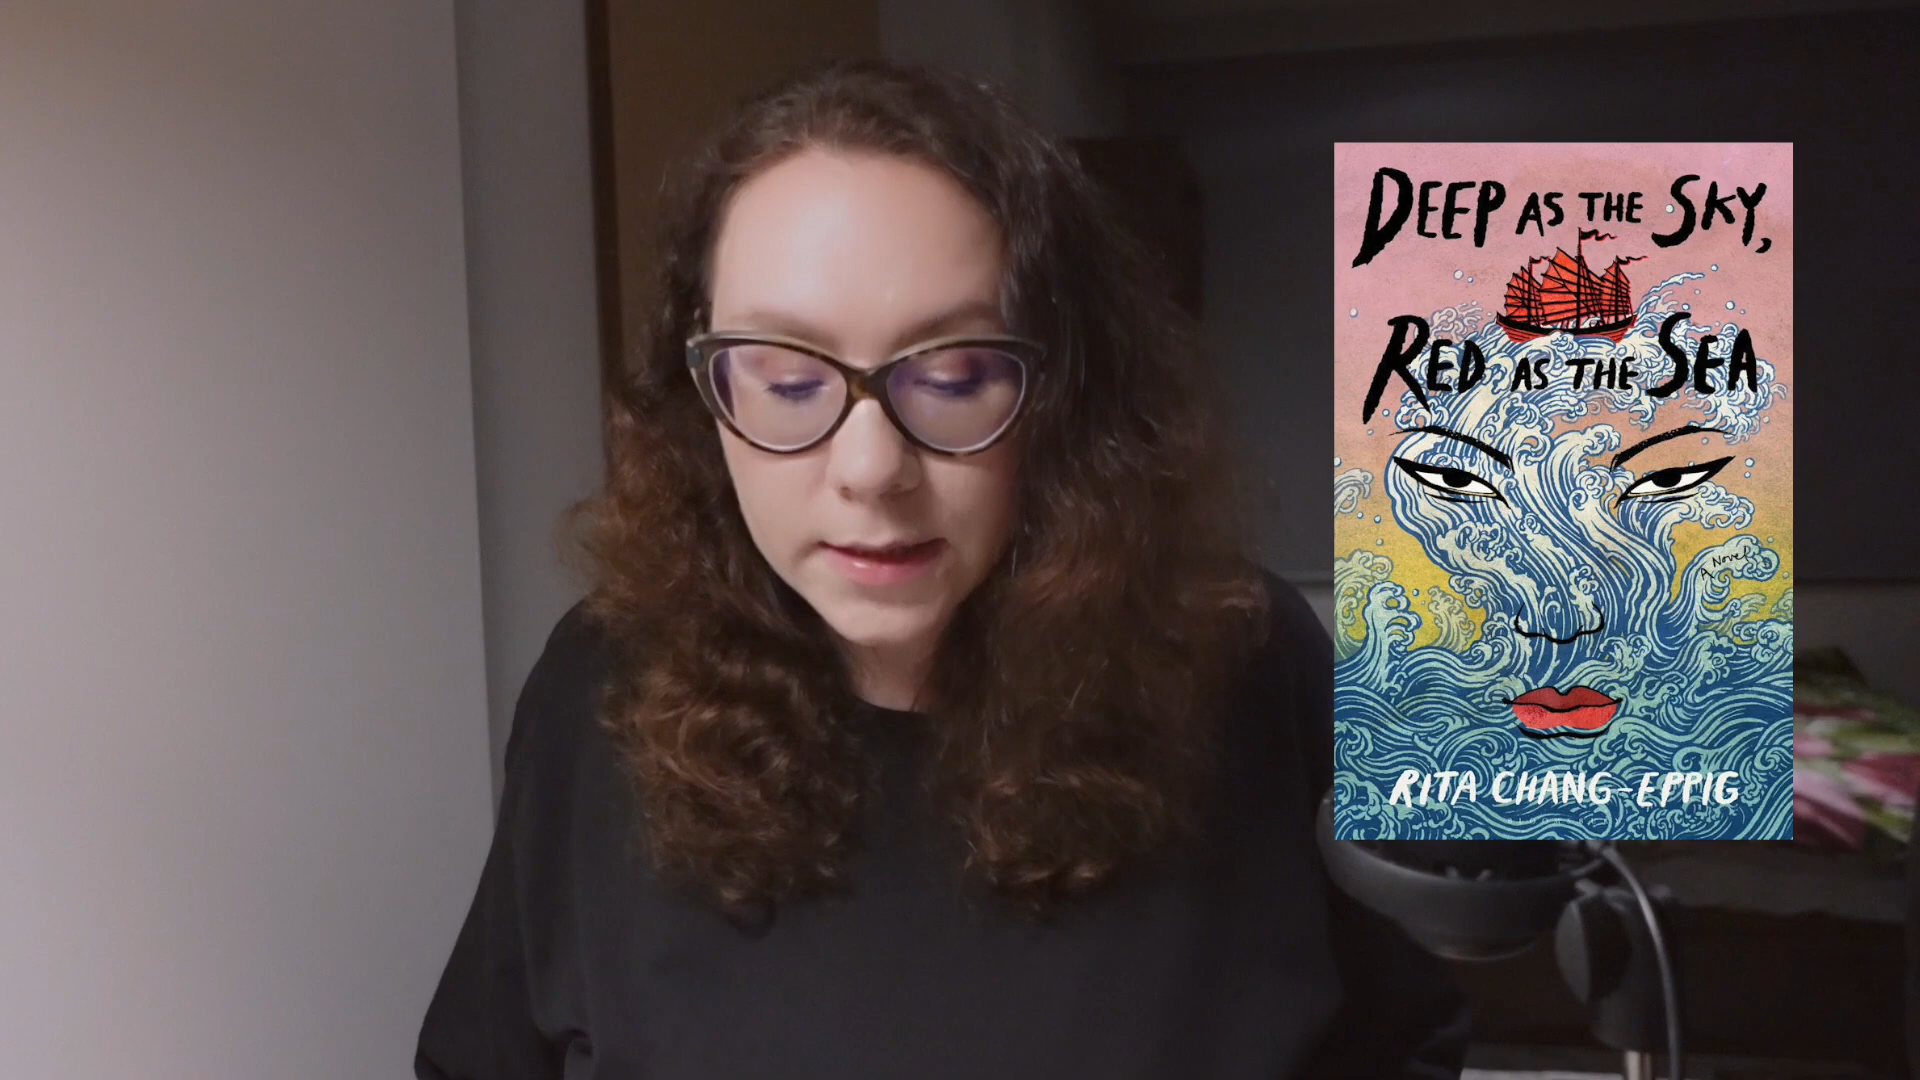 DEEP AS THE SKY,
RED AS THE SEA
A NOVEL
RITA CHANG-EPPIG